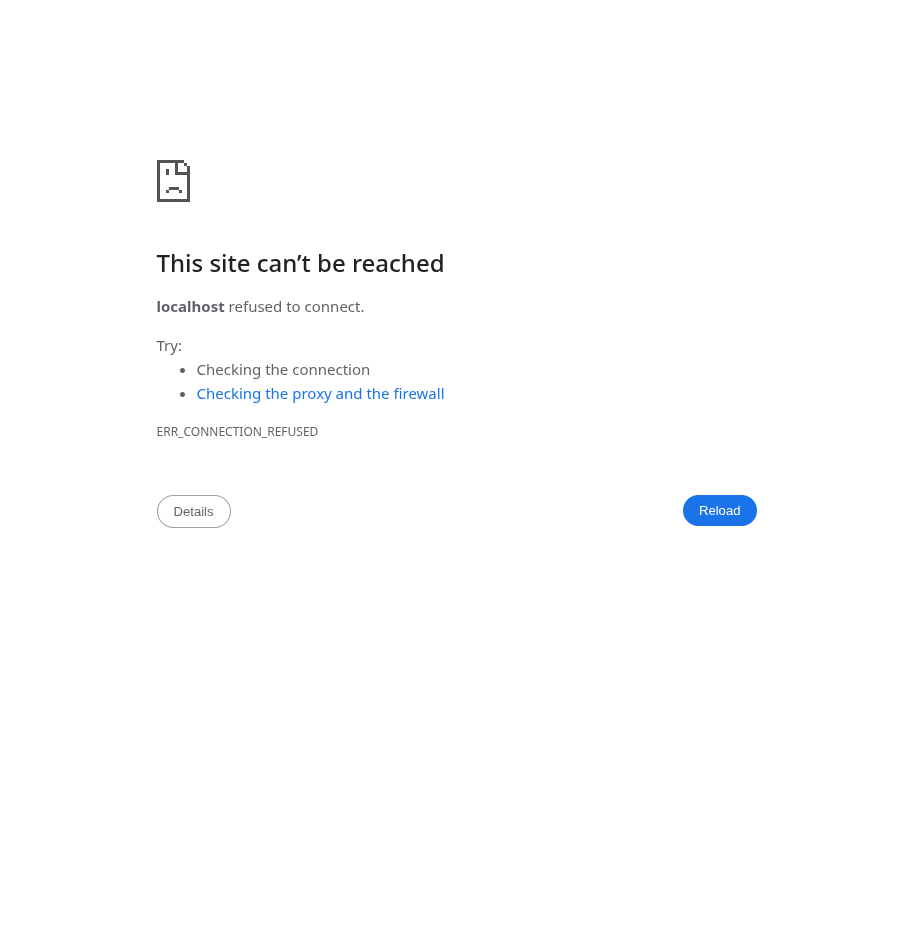 This site can’t be reached
localhost refused to connect.
Try:
Checking the connection
Checking the proxy and the firewall
ERR_CONNECTION_REFUSED
Details
Reload